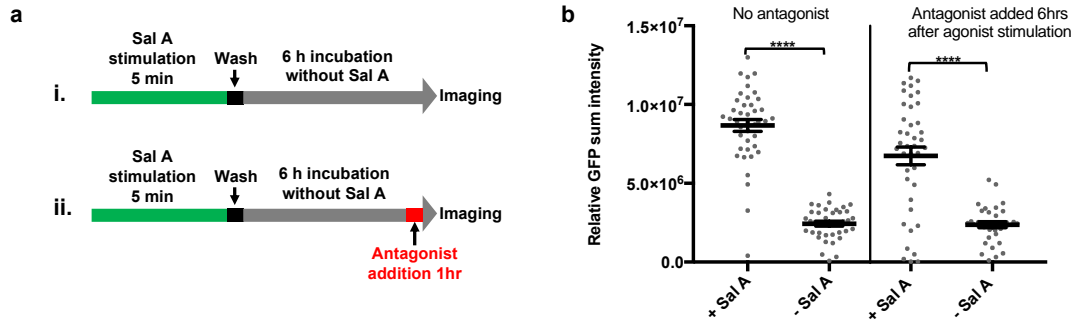 a
Sal A
stimulation
5 min
Wash
6 h incubation
without Sal A
i.
Imaging
Sal A
stimulation
5 min
Wash
6 h incubation
without Sal A
ii.
Imaging
Antagonist
addition 1hr
b
No antagonist
Antagonist added 6hrs
after agonist stimulation
****
****
Relative GFP sum intensity
1.5×10⁷
1.0×10⁷
5.0×10⁶
0.0
+ Sal A
- Sal A
+ Sal A
- Sal A